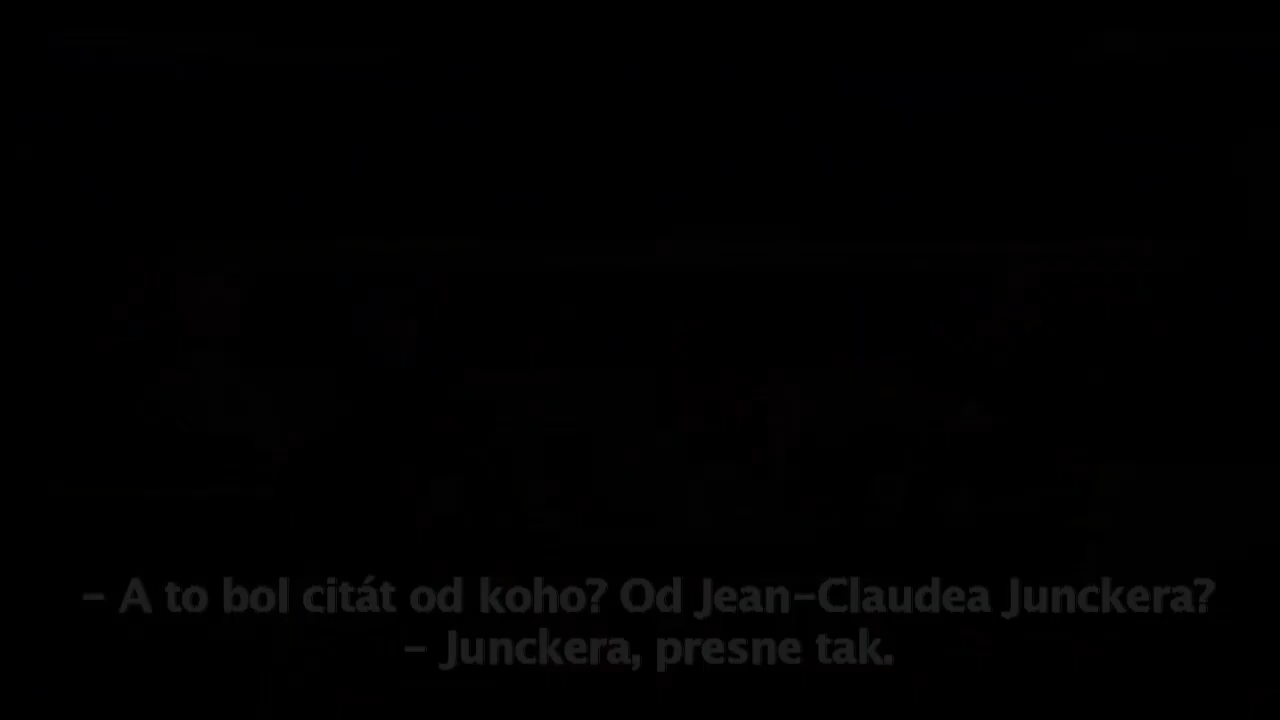 - A to bol citát od koho? Od Jean-Claudea Junckera?
- Junckera, presne tak.